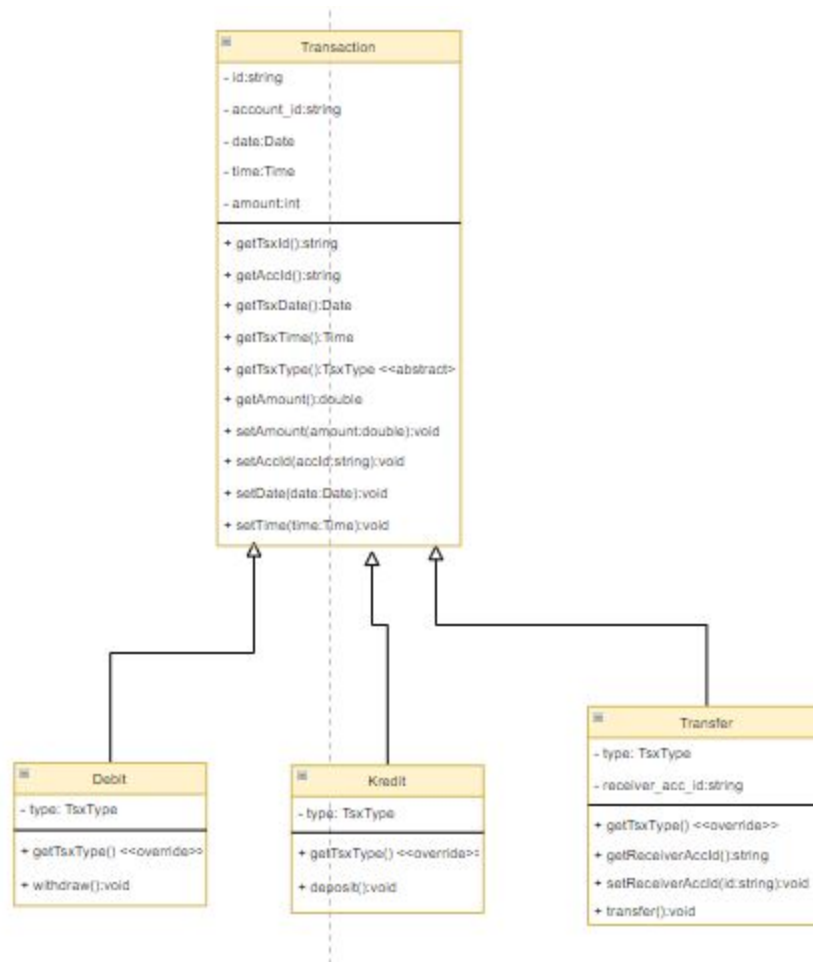 Transaction
- id:string
- account_id:string
- date:Date
- time:Time
- amount:int
+ getTsxId():string
+ getAccId():string
+ getTsxDate():Date
+ getTsxTime():Time
+ getTsxType():TsxType <<abstract>
+ getAmount():double
+ setAmount(amount:double):void
+ setAccId(accId:string):void
+ setDate(date:Date):void
+ setTime(time:Time):void
Debit
- type: TsxType
+ getTsxType() <<override>>
+ withdraw():void
Kredit
- type: TsxType
+ getTsxType() <<override>>
+ deposit():void
Transfer
- type: TsxType
- receiver_acc_id:string
+ getTsxType() <<override>>
+ getReceiverAccId():string
+ setReceiverAccId(id:string):void
+ transfer():void